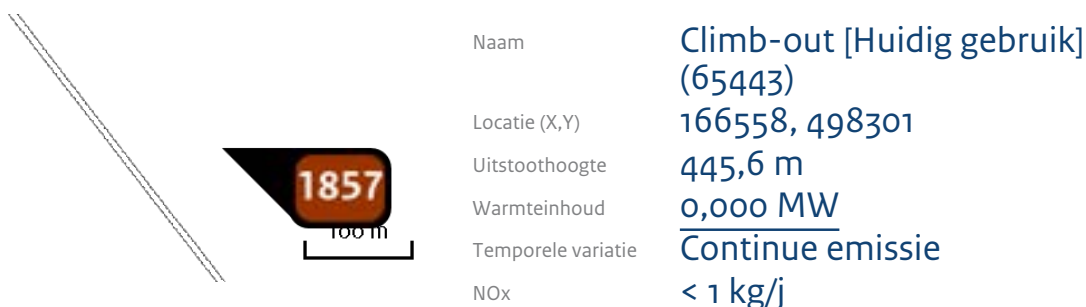 Naam Climb-out [Huidig gebruik]
(65443)
Locatie (X,Y) 166558, 498301
Uitstoothoogte 445,6 m
1857
Warmteinhoud 0,000 MW
100 m
Temporele variatie Continue emissie
NOx < 1 kg/j